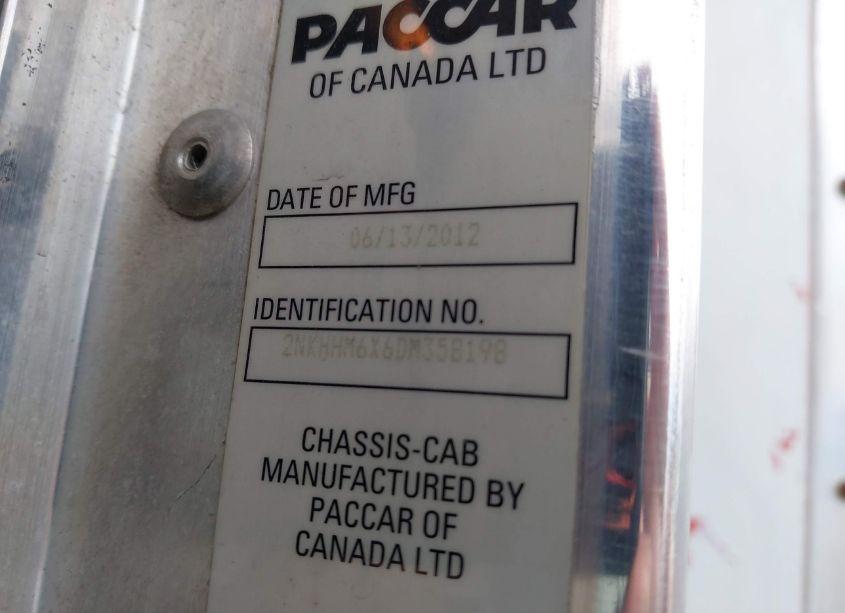 PACCAR
OF CANADA LTD
DATE OF MFG
06/13/2012
IDENTIFICATION NO.
2NKHHM6X6DM358198
CHASSIS-CAB
MANUFACTURED BY
PACCAR OF
CANADA LTD